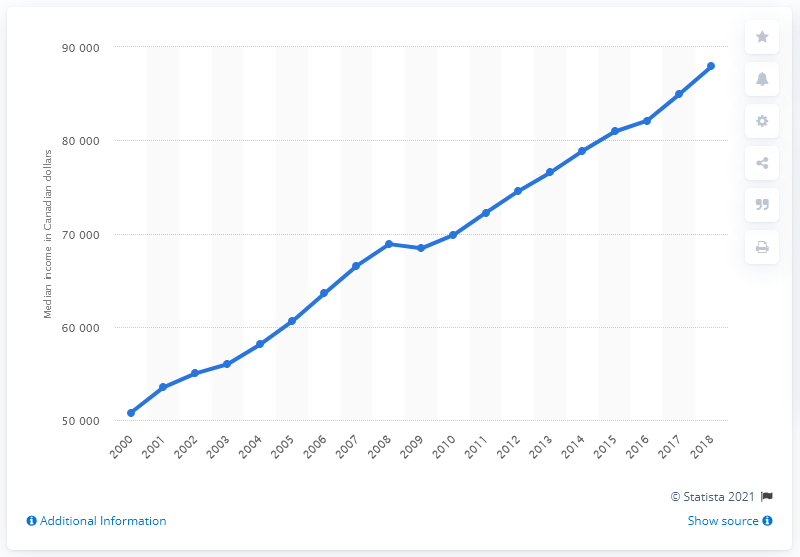 90 000
80 000
70 000
60 000
50 000
Median income in Canadian dollars
2000 2001 2002 2003 2004 2005 2006 2007 2008 2009 2010 2011 2012 2013 2014 2015 2016 2017 2018
© Statista 2021
Additional Information
Show source